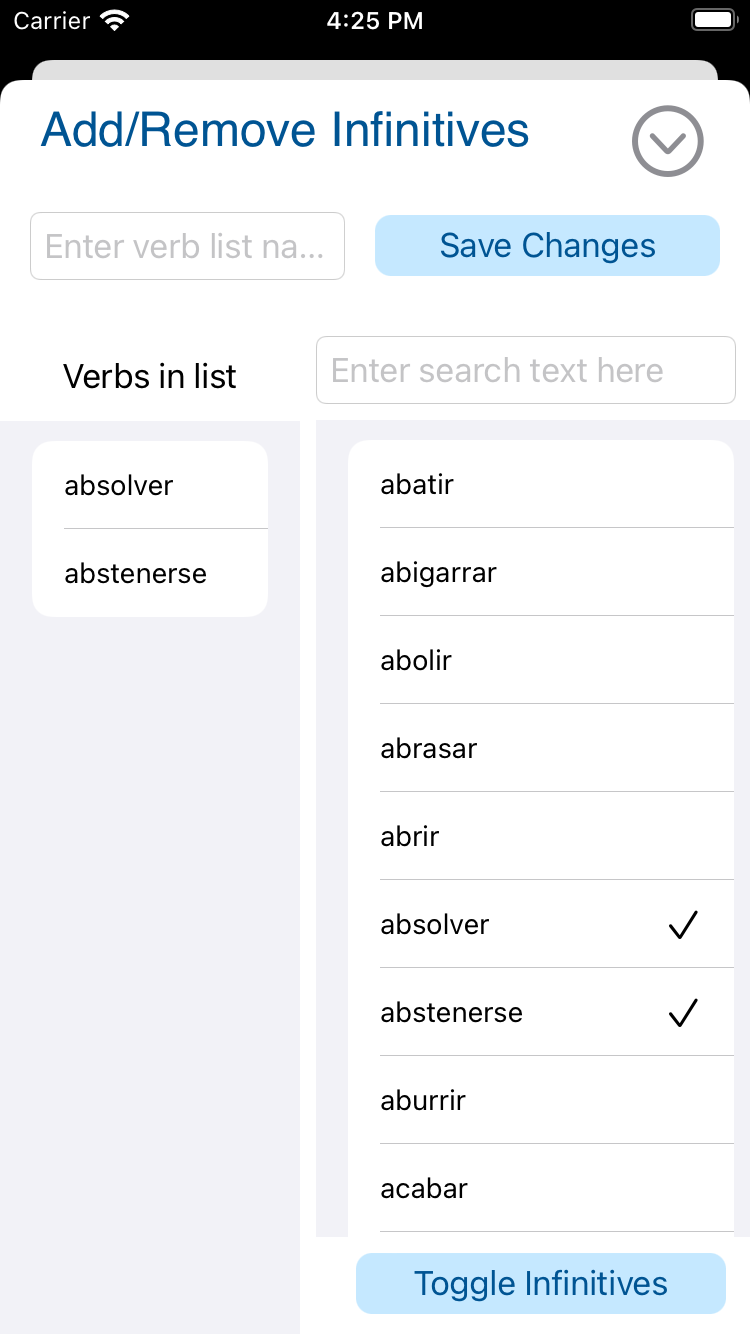 Carrier 4:25 PM
Add/Remove Infinitives
Enter verb list na... Save Changes
Verbs in list
Enter search text here
absolver
abstenerse
abatir
abigarrar
abolir
abrasar
abrir
absolver
abstenerse
aburrir
acabar
Toggle Infinitives